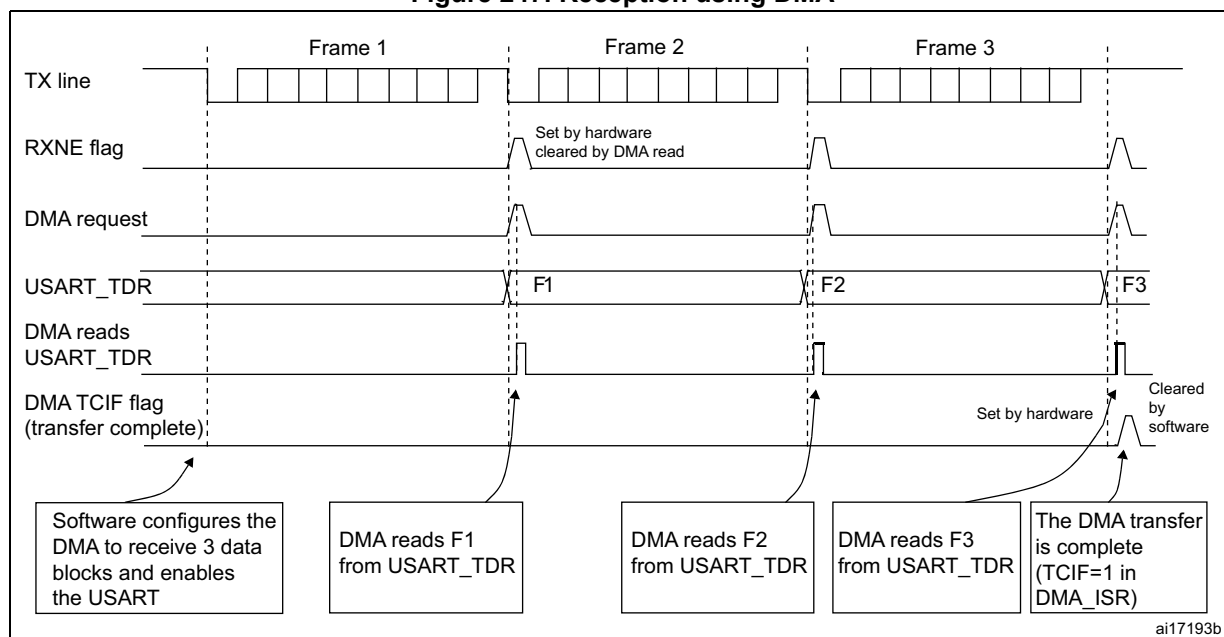 Figure 247. Reception using DMA
Frame 1
Frame 2
Frame 3
TX line
Set by hardware
cleared by DMA read
RXNE flag
DMA request
USART_TDR
F1
F2
F3
DMA reads
USART_TDR
DMA TCIF flag
(transfer complete)
Set by hardware
Cleared
by
software
Software configures the
DMA to receive 3 data
blocks and enables
the USART
DMA reads F1
from USART_TDR
DMA reads F2
from USART_TDR
DMA reads F3
from USART_TDR
The DMA transfer
is complete
(TCIF=1 in
DMA_ISR)
ai17193b